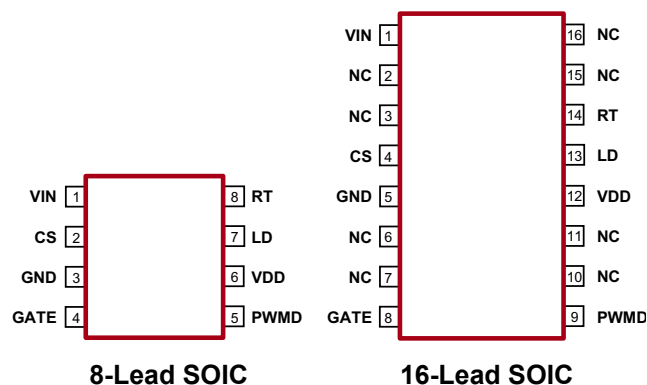 VIN 1
8 RT
CS 2
7 LD
GND 3
6 VDD
GATE 4
5 PWMD
8-Lead SOIC
VIN 1
16 NC
NC 2
15 NC
NC 3
14 RT
CS 4
13 LD
GND 5
12 VDD
NC 6
11 NC
NC 7
10 NC
GATE 8
9 PWMD
16-Lead SOIC